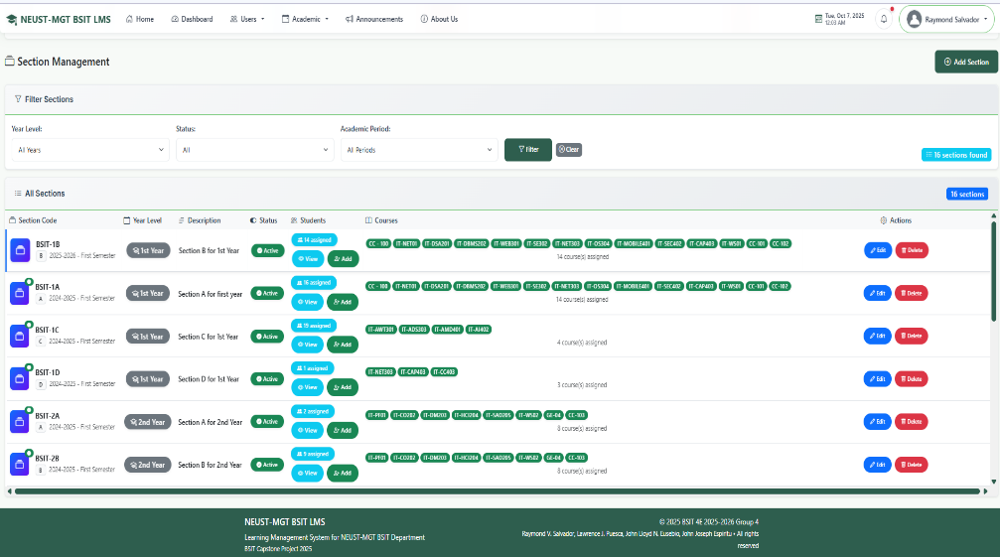 NEUST-MGT BSIT LMS Home Dashboard Users Academic Announcements About Us Tue, Oct 7, 2025 Raymond Salvador
12:03 AM
Section Management Add Section
Filter Sections
Year Level: Status: Academic Period:
All Years All All Periods Filter Clear
16 sections found
All Sections 16 sections
Section Code Year Level Description Status Students Courses Actions
BSIT-1B 1st Year Section B for 1st Year Active 14 assigned CC - 100 IT-NET01 IT-DSA201 IT-DBMS202 IT-WEB301 IT-SE302 IT-NET303 IT-OS304 IT-MOBILE401 IT-SEC402 IT-CAP403 IT-WS01 CC-101 CC-102 Edit Delete
B 2025-2026 - First Semester View Add 14 course(s) assigned
BSIT-1A 1st Year Section A for first year Active 16 assigned CC - 100 IT-NET01 IT-DSA201 IT-DBMS202 IT-WEB301 IT-SE302 IT-NET303 IT-OS304 IT-MOBILE401 IT-SEC402 IT-CAP403 IT-WS01 CC-101 CC-102 Edit Delete
A 2024-2025 - First Semester View Add 14 course(s) assigned
BSIT-1C 1st Year Section C for 1st Year Active 19 assigned IT-AWT301 IT-ADS303 IT-AMD401 IT-AI402 Edit Delete
C 2024-2025 - First Semester View Add 4 course(s) assigned
BSIT-1D 1st Year Section D for 1st Year Active 1 assigned IT-NET303 IT-CAP403 IT-CC403 Edit Delete
D 2024-2025 - First Semester View Add 3 course(s) assigned
BSIT-2A 2nd Year Section A for 2nd Year Active 7 assigned IT-PF01 IT-CO202 IT-DM203 IT-HCI204 IT-SAD205 IT-WS02 GE-04 CC-103 Edit Delete
A 2024-2025 - First Semester View Add 8 course(s) assigned
BSIT-2B 2nd Year Section B for 2nd Year Active 9 assigned IT-PF01 IT-CO202 IT-DM203 IT-HCI204 IT-SAD205 IT-WS02 GE-04 CC-103 Edit Delete
B 2024-2025 - First Semester View Add 8 course(s) assigned
NEUST-MGT BSIT LMS © 2025 BSIT 4E 2025-2026 Group 4
Learning Management System for NEUST-MGT BSIT Department Raymond V. Salvador, Lawrence J. Puesca, John Lloyd N. Eusebio, John Joseph Espiritu • All rights
BSIT Capstone Project 2025 reserved